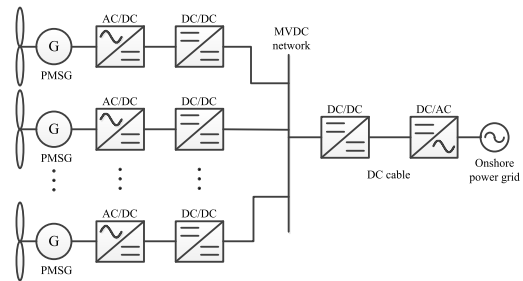 AC/DC DC/DC
G
PMSG
MVDC
network
AC/DC DC/DC
G
PMSG
DC/DC DC/AC
DC cable
Onshore
power grid
AC/DC DC/DC
G
PMSG